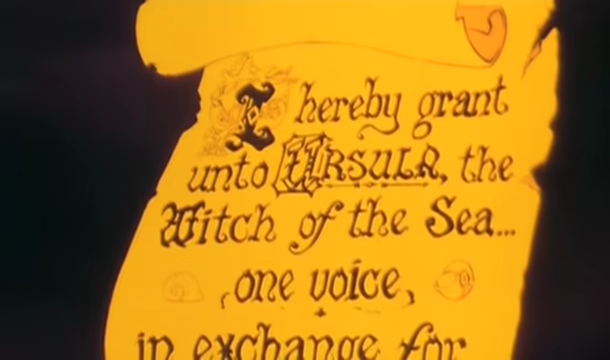 I hereby grant
unto URSULA, the
Witch of the Sea...
one voice,
in exchange for